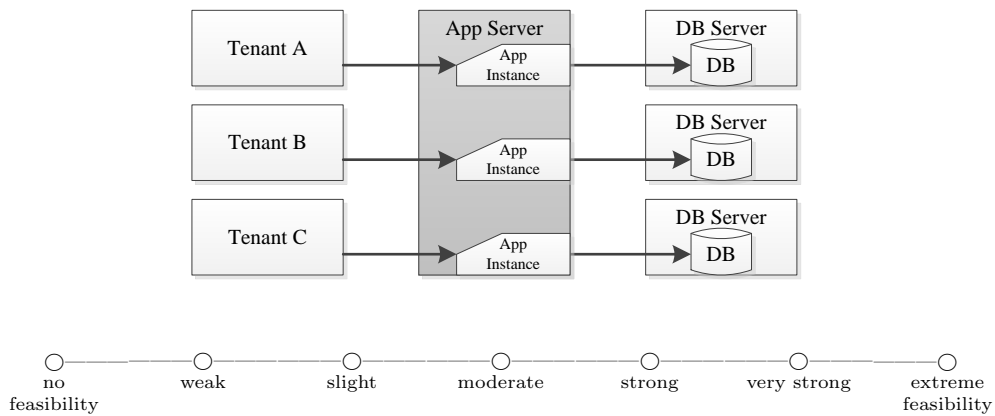 Tenant A
App Server
App
Instance
DB Server
DB
Tenant B
App
Instance
DB Server
DB
Tenant C
App
Instance
DB Server
DB
no
feasibility
weak
slight
moderate
strong
very strong
extreme
feasibility